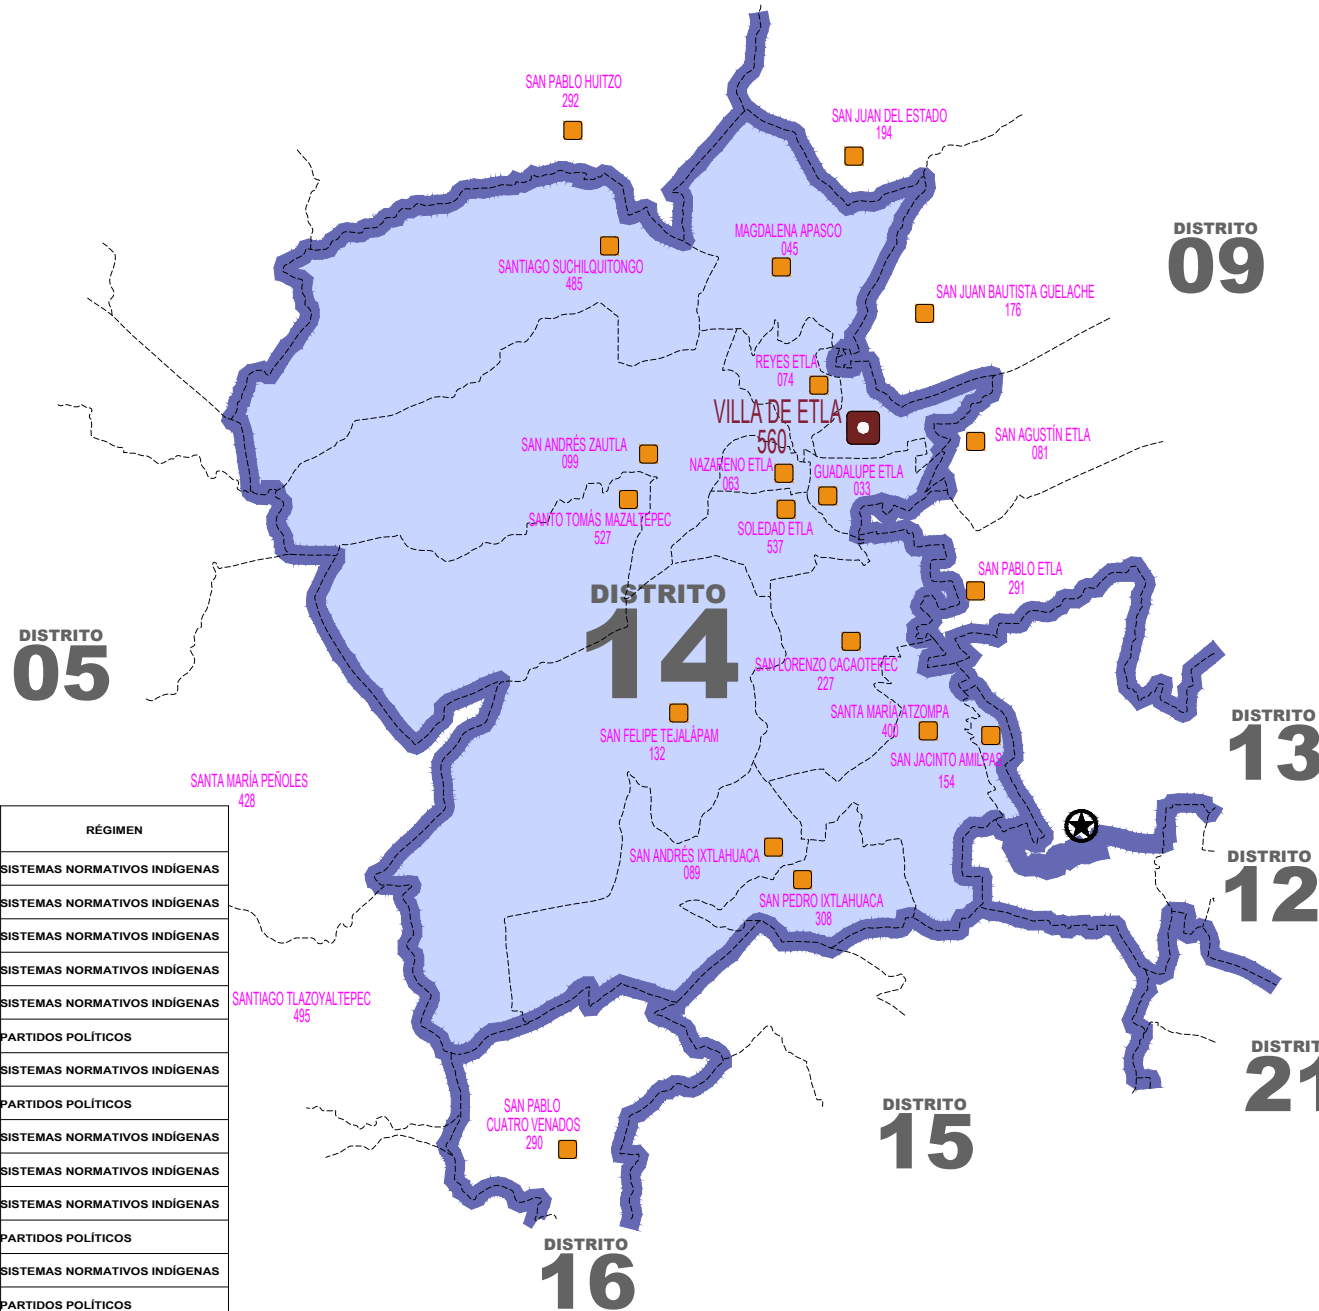 SAN PABLO HUITZO
292
SAN JUAN DEL ESTADO
194
MAGDALENA APASCO
045
DISTRITO
09
SANTIAGO SUCHILQUITONGO
485
SAN JUAN BAUTISTA GUELACHE
176
REYES ETLA
074
VILLA DE ETLA
560
SAN ANDRÉS ZAUTLA
099
SAN AGUSTÍN ETLA
081
NAZARENO ETLA
063
GUADALUPE ETLA
033
SANTO TOMÁS MAZALTEPEC
527
SOLEDAD ETLA
537
SAN PABLO ETLA
291
DISTRITO
14
DISTRITO
05
SAN LORENZO CACAOTEPEC
227
SANTA MARÍA ATZOMPA
400
SAN FELIPE TEJALÁPAM
132
SAN JACINTO AMILPAS
154
DISTRITO
13
SANTA MARÍA PEÑOLES
428
SAN ANDRÉS IXTLAHUACA
089
SAN PEDRO IXTLAHUACA
308
DISTRITO
12
SANTIAGO TLAZOYALTEPEC
495
DISTRIT
21
SAN PABLO
CUATRO VENADOS
290
DISTRITO
15
DISTRITO
16
RÉGIMEN
SISTEMAS NORMATIVOS INDÍGENAS
SISTEMAS NORMATIVOS INDÍGENAS
SISTEMAS NORMATIVOS INDÍGENAS
SISTEMAS NORMATIVOS INDÍGENAS
SISTEMAS NORMATIVOS INDÍGENAS
PARTIDOS POLÍTICOS
SISTEMAS NORMATIVOS INDÍGENAS
PARTIDOS POLÍTICOS
SISTEMAS NORMATIVOS INDÍGENAS
SISTEMAS NORMATIVOS INDÍGENAS
SISTEMAS NORMATIVOS INDÍGENAS
PARTIDOS POLÍTICOS
SISTEMAS NORMATIVOS INDÍGENAS
PARTIDOS POLÍTICOS